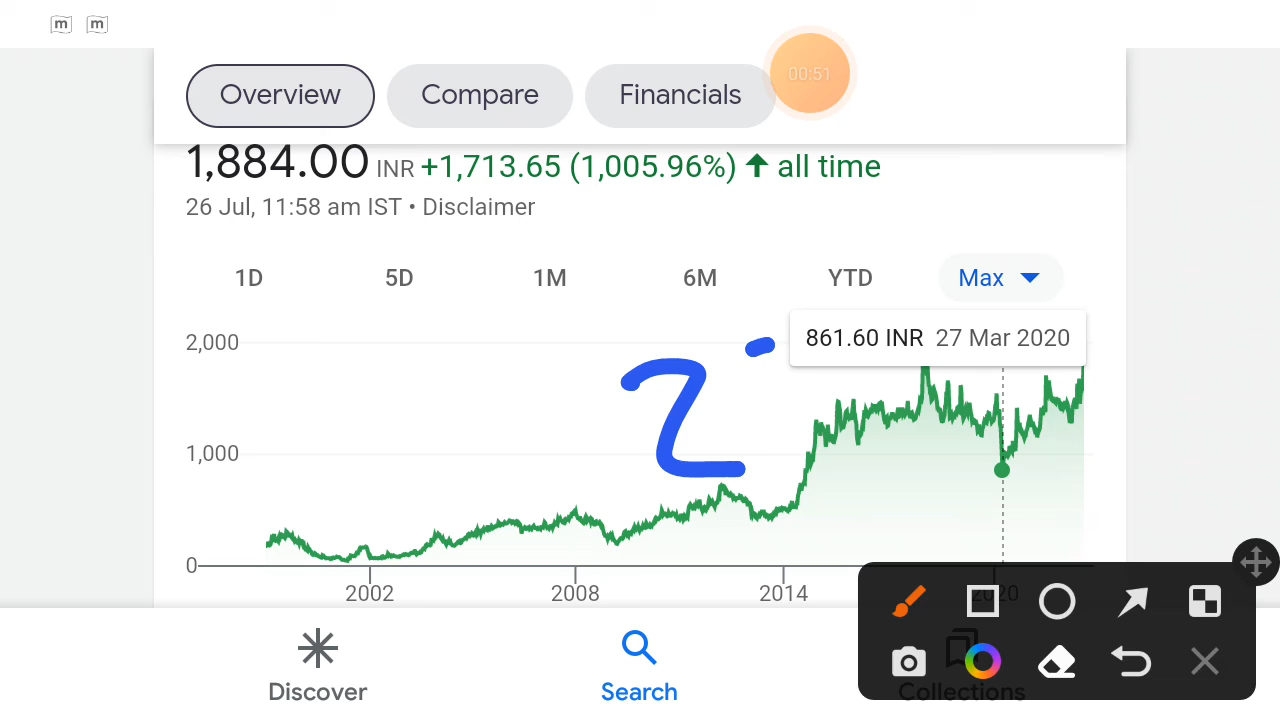 m m
Overview Compare Financials 00:51
1,884.00 INR +1,713.65 (1,005.96%) ↑ all time
26 Jul, 11:58 am IST • Disclaimer
1D 5D 1M 6M YTD Max
861.60 INR 27 Mar 2020
2,000
2
1,000
0
2002 2008 2014 2020
Discover Search Collections